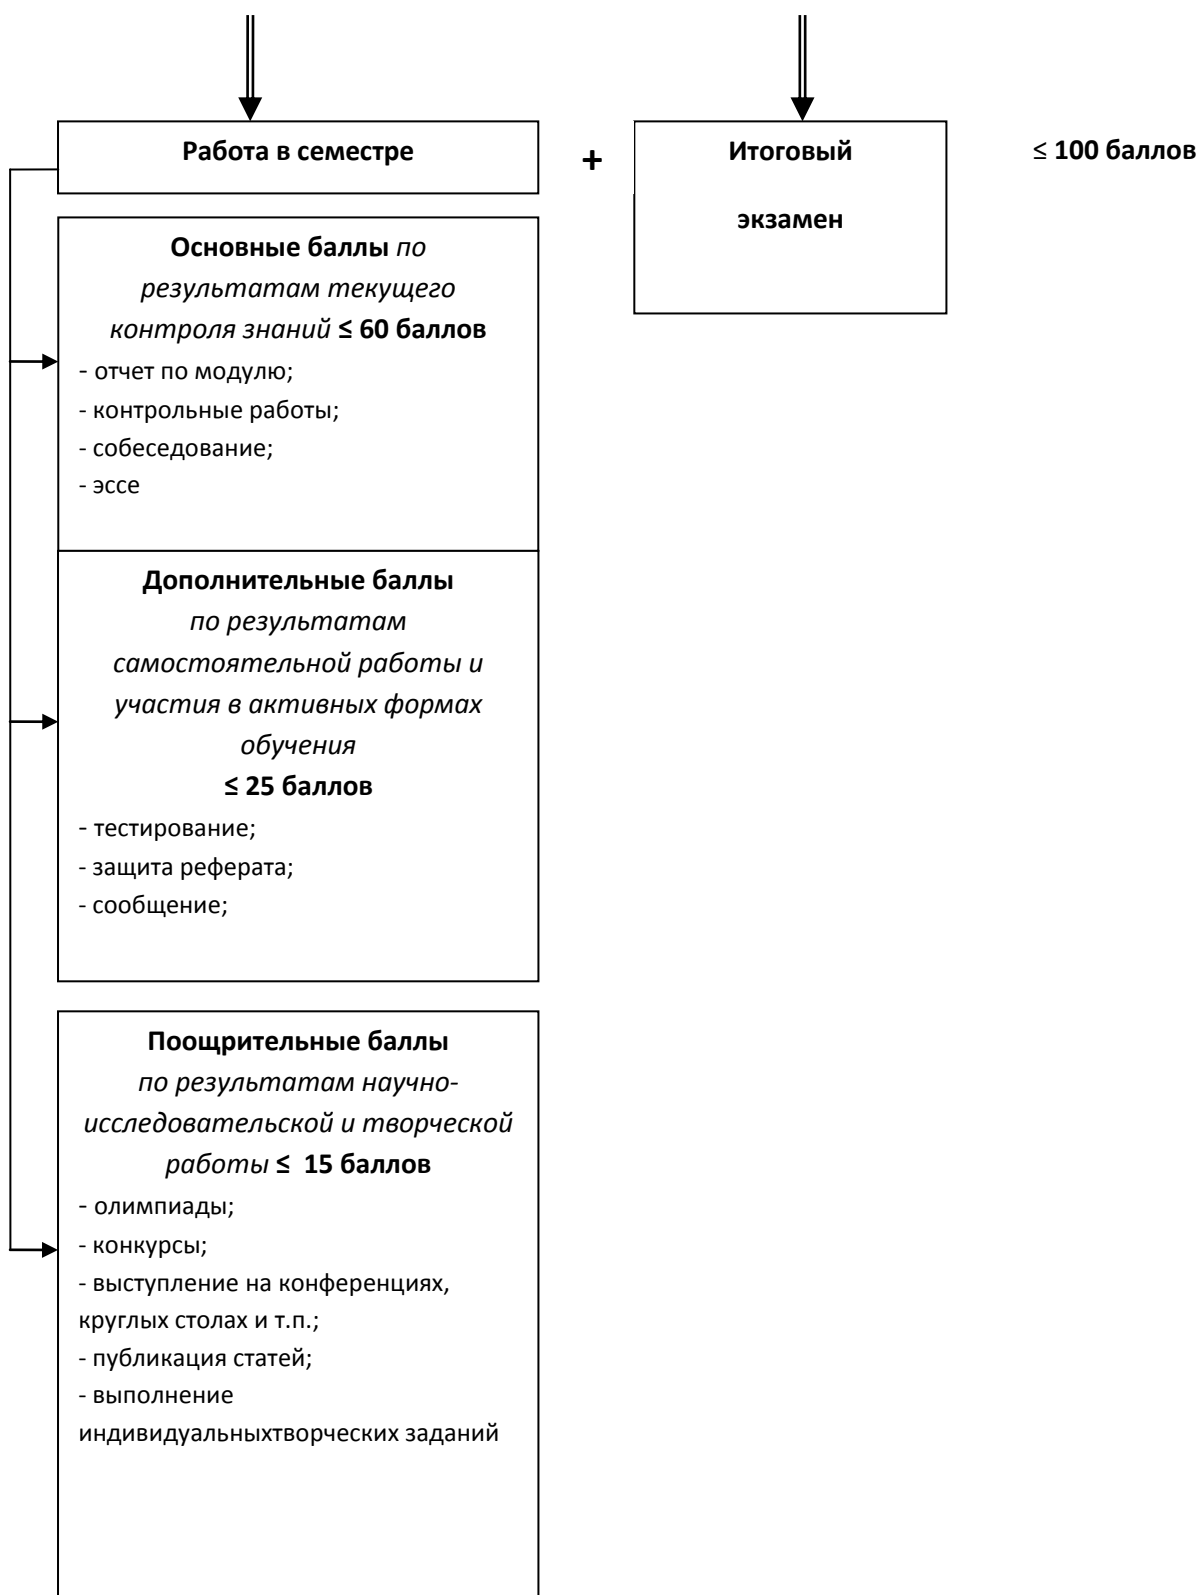 Работа в семестре
+
Итоговый
экзамен
≤ 100 баллов
Основные баллы по
результатам текущего
контроля знаний ≤ 60 баллов
- отчет по модулю;
- контрольные работы;
- собеседование;
- эссе
Дополнительные баллы
по результатам
самостоятельной работы и
участия в активных формах
обучения
≤ 25 баллов
- тестирование;
- защита реферата;
- сообщение;
Поощрительные баллы
по результатам научно-
исследовательской и творческой
работы ≤ 15 баллов
- олимпиады;
- конкурсы;
- выступление на конференциях,
круглых столах и т.п.;
- публикация статей;
- выполнение
индивидуальныхтворческих заданий